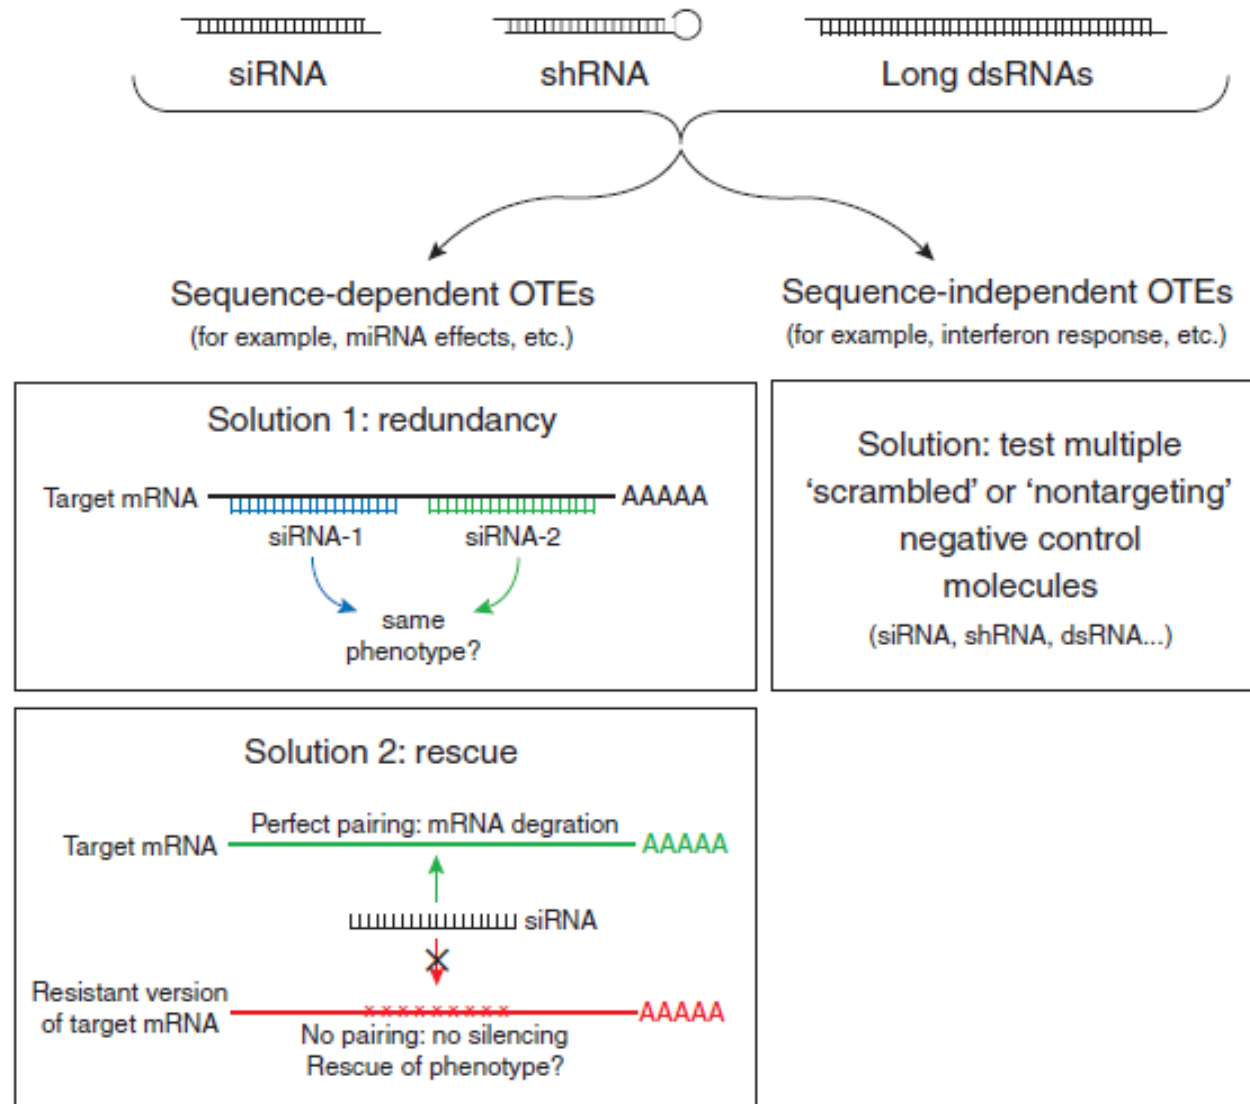 siRNA
shRNA
Long dsRNAs
Sequence-dependent OTEs
(for example, miRNA effects, etc.)
Sequence-independent OTEs
(for example, interferon response, etc.)
Solution 1: redundancy
Target mRNA
AAAAA
siRNA-1
siRNA-2
same
phenotype?
Solution: test multiple
‘scrambled’ or ‘nontargeting’
negative control
molecules
(siRNA, shRNA, dsRNA...)
Solution 2: rescue
Perfect pairing: mRNA degration
Target mRNA
AAAAA
siRNA
Resistant version
of target mRNA
AAAAA
No pairing: no silencing
Rescue of phenotype?